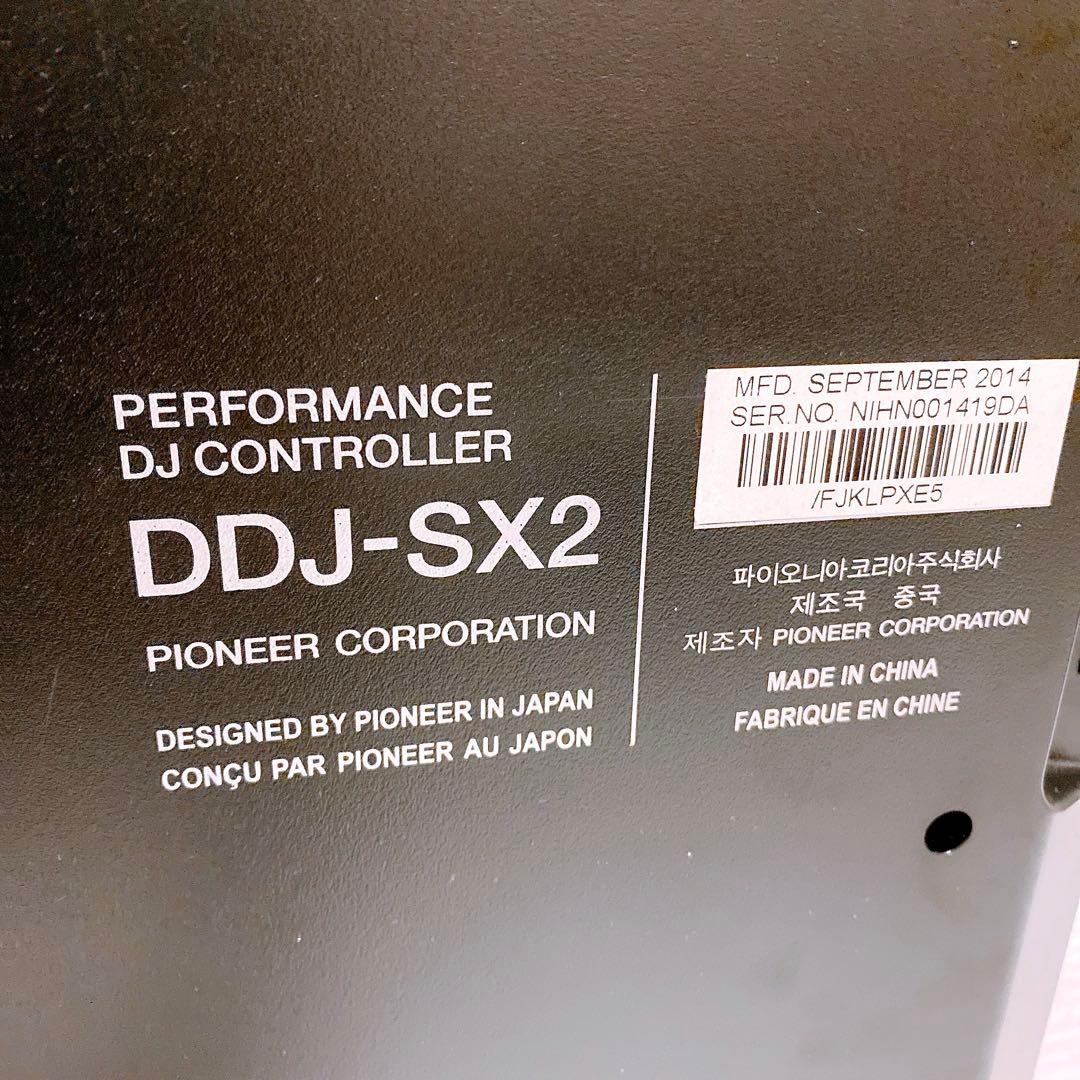 PERFORMANCE
DJ CONTROLLER
DDJ-SX2
PIONEER CORPORATION
DESIGNED BY PIONEER IN JAPAN
CONÇU PAR PIONEER AU JAPON
MFD. SEPTEMBER 2014
SER.NO. NIHN001419DA
/FJKLPXE5
파이오니아코리아주식회사
제조국 중국
제조자 PIONEER CORPORATION
MADE IN CHINA
FABRIQUE EN CHINE